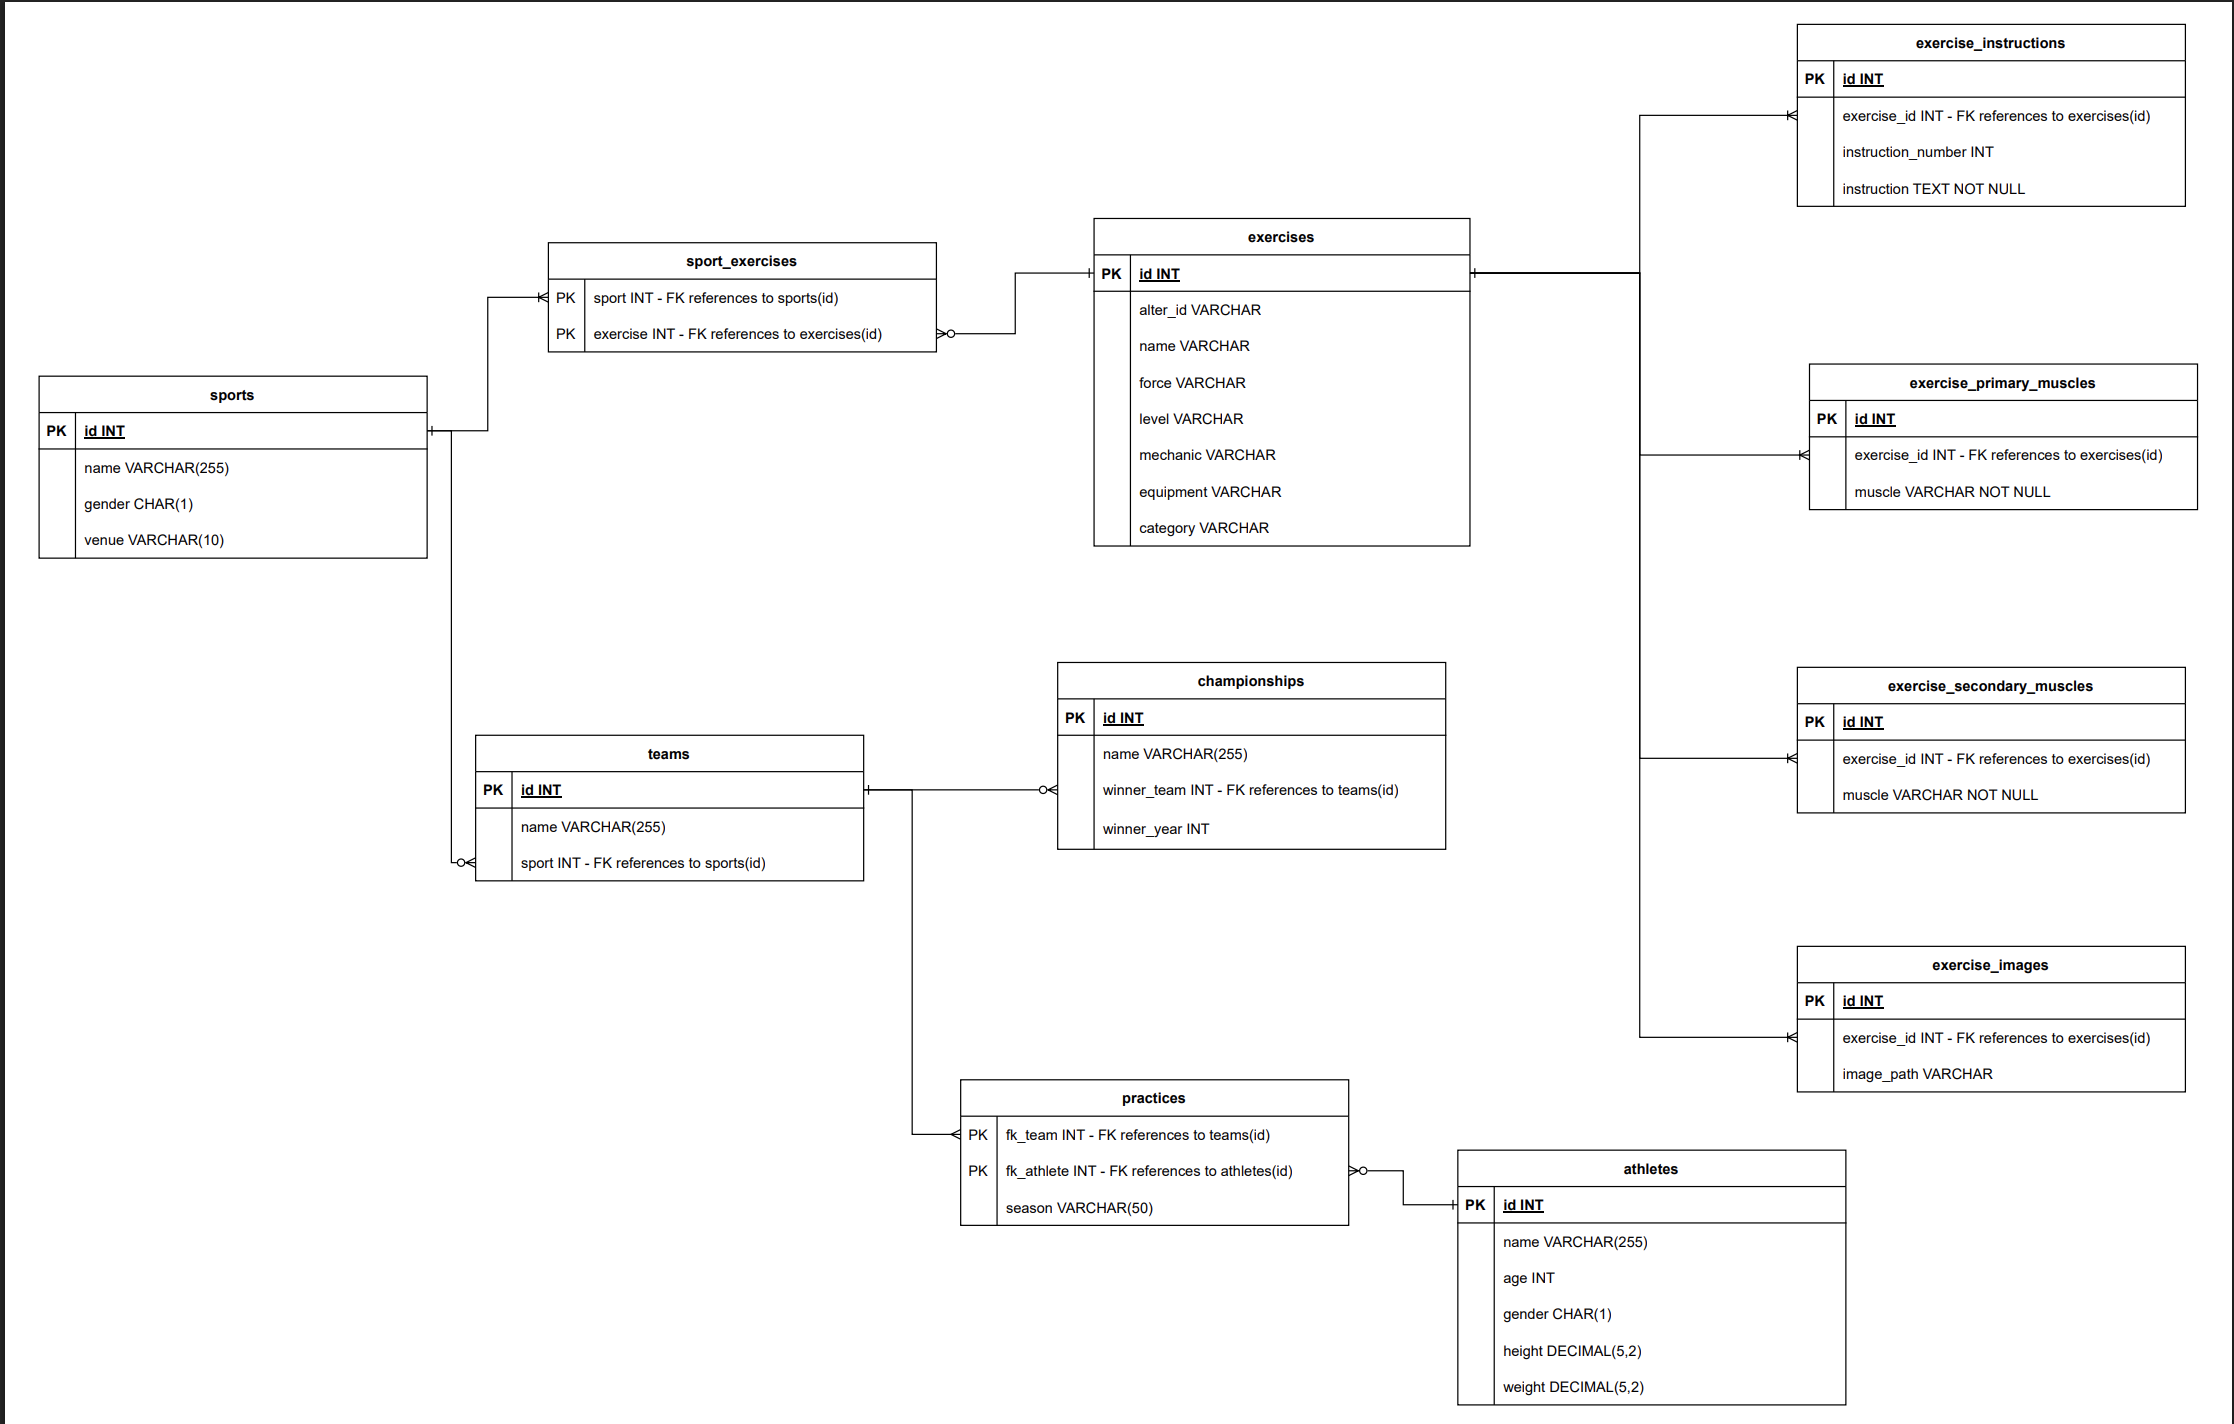 exercise_instructions
PK id INT
exercise_id INT - FK references to exercises(id)
instruction_number INT
instruction TEXT NOT NULL
exercises
PK id INT
alter_id VARCHAR
name VARCHAR
force VARCHAR
level VARCHAR
mechanic VARCHAR
equipment VARCHAR
category VARCHAR
sport_exercises
PK sport INT - FK references to sports(id)
PK exercise INT - FK references to exercises(id)
sports
PK id INT
name VARCHAR(255)
gender CHAR(1)
venue VARCHAR(10)
exercise_primary_muscles
PK id INT
exercise_id INT - FK references to exercises(id)
muscle VARCHAR NOT NULL
championships
PK id INT
name VARCHAR(255)
winner_team INT - FK references to teams(id)
winner_year INT
exercise_secondary_muscles
PK id INT
exercise_id INT - FK references to exercises(id)
muscle VARCHAR NOT NULL
teams
PK id INT
name VARCHAR(255)
sport INT - FK references to sports(id)
exercise_images
PK id INT
exercise_id INT - FK references to exercises(id)
image_path VARCHAR
practices
PK fk_team INT - FK references to teams(id)
PK fk_athlete INT - FK references to athletes(id)
season VARCHAR(50)
athletes
PK id INT
name VARCHAR(255)
age INT
gender CHAR(1)
height DECIMAL(5,2)
weight DECIMAL(5,2)